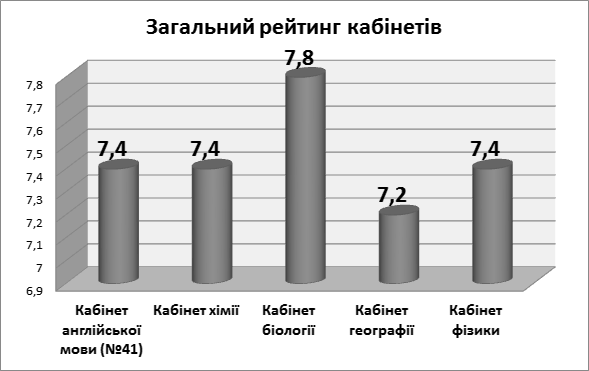 Загальний рейтинг кабінетів
7,8
7,7
7,6
7,5
7,4
7,3
7,2
7,1
7
6,9
7,4
7,4
7,8
7,2
7,4
Кабінет
англійської
мови (№41)
Кабінет хімії
Кабінет
біології
Кабінет
географії
Кабінет
фізики